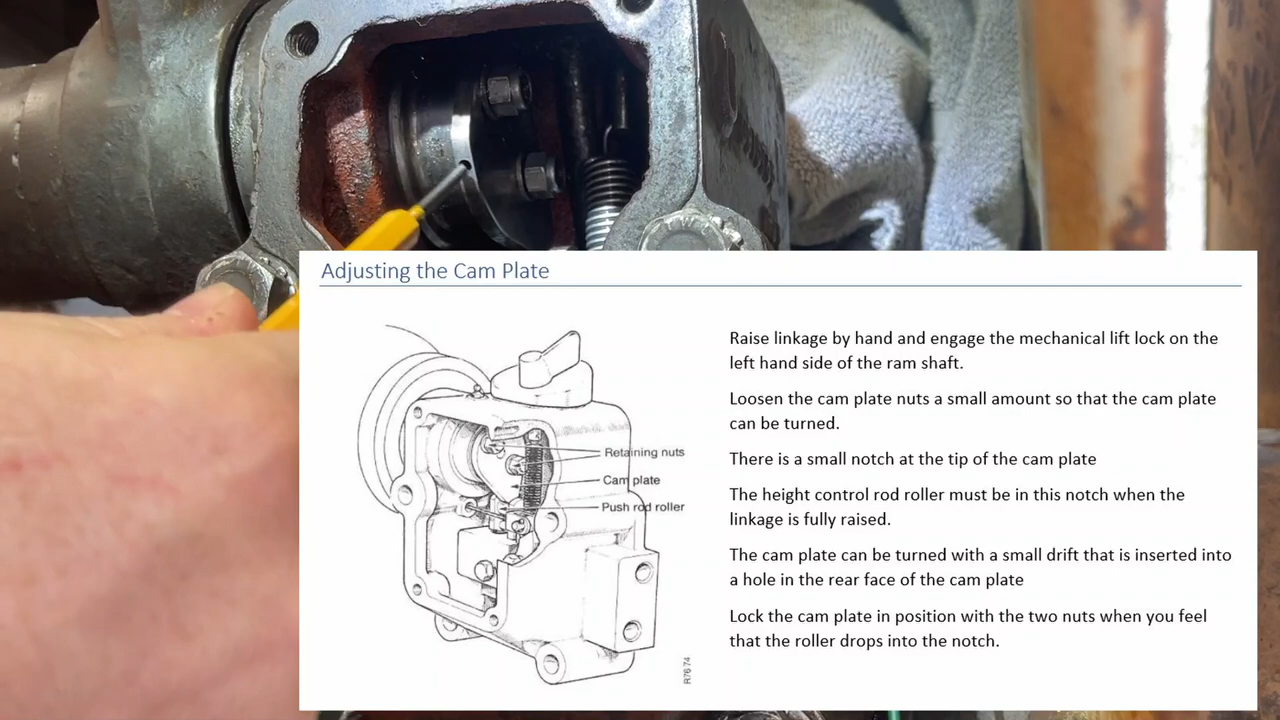 Adjusting the Cam Plate
Raise linkage by hand and engage the mechanical lift lock on the
left hand side of the ram shaft.
Loosen the cam plate nuts a small amount so that the cam plate
can be turned.
There is a small notch at the tip of the cam plate
The height control rod roller must be in this notch when the
linkage is fully raised.
The cam plate can be turned with a small drift that is inserted into
a hole in the rear face of the cam plate
Lock the cam plate in position with the two nuts when you feel
that the roller drops into the notch.
Retaining nuts
Cam plate
Push rod roller
R76 74